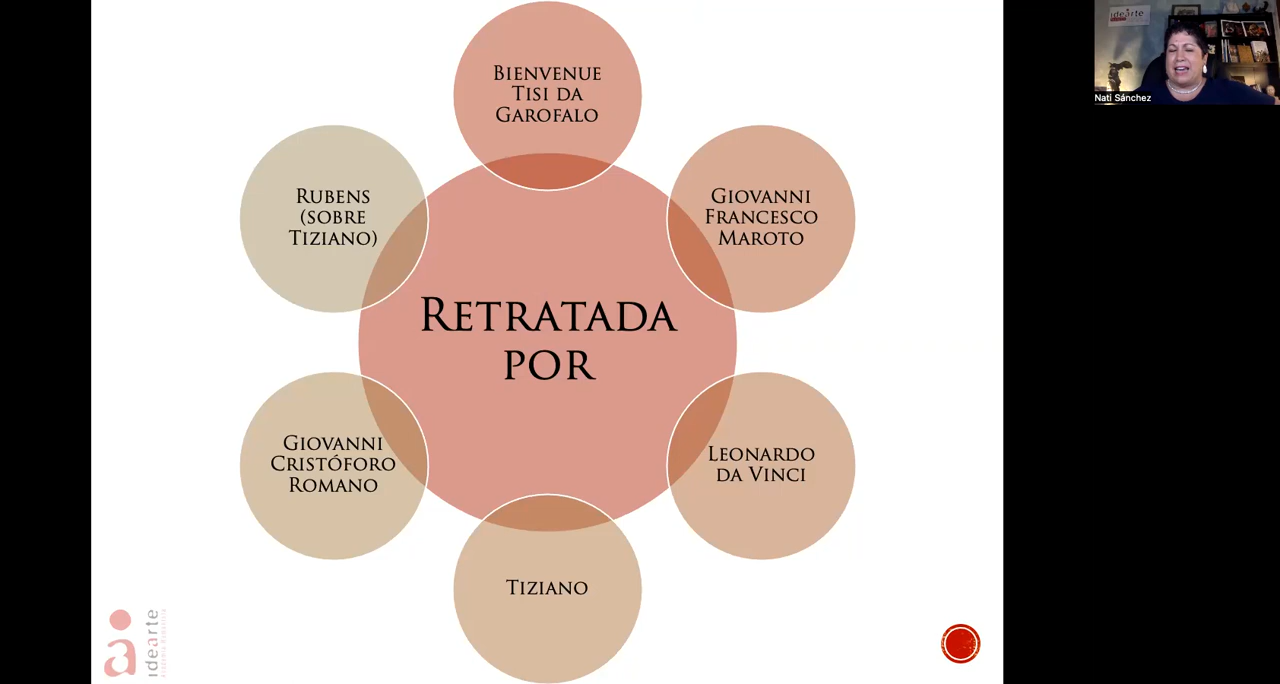 BIENVENUE
TISI DA
GAROFALO
GIOVANNI
FRANCESCO
MAROTO
LEONARDO
DA VINCI
TIZIANO
GIOVANNI
CRISTÓFORO
ROMANO
RUBENS
(SOBRE
TIZIANO)
RETRATADA
POR
idearte
idearte
Nati Sánchez